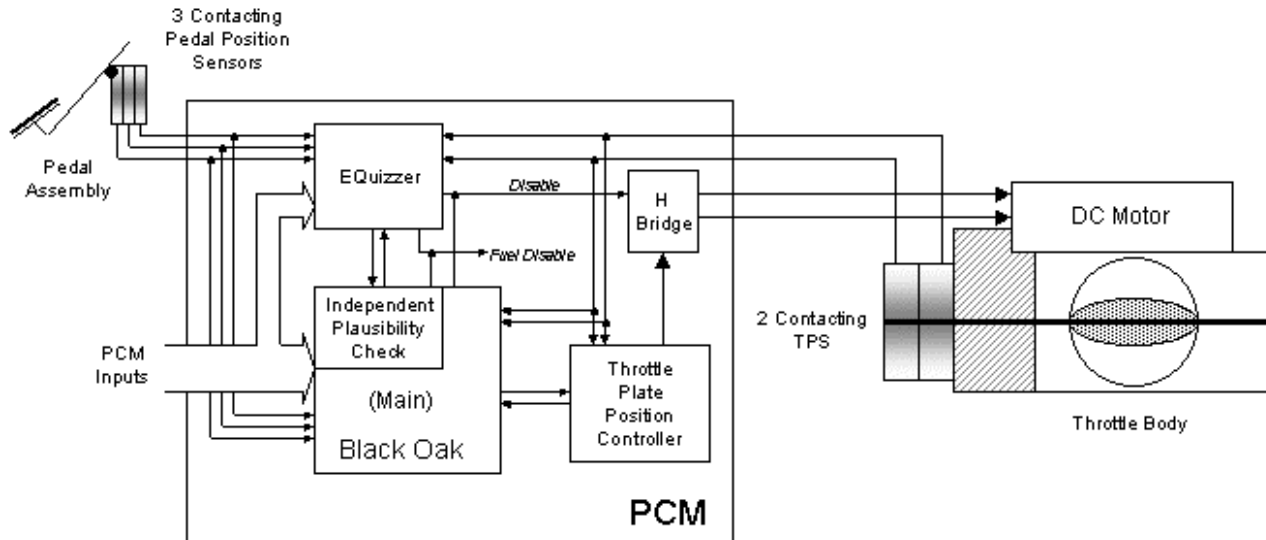 3 Contacting
Pedal Position
Sensors
Pedal
Assembly
EQuizzer
Disable
H
Bridge
DC Motor
Fuel Disable
Independent
Plausibility
Check
2 Contacting
TPS
PCM
Inputs
(Main)
Black Oak
Throttle
Plate
Position
Controller
Throttle Body
PCM